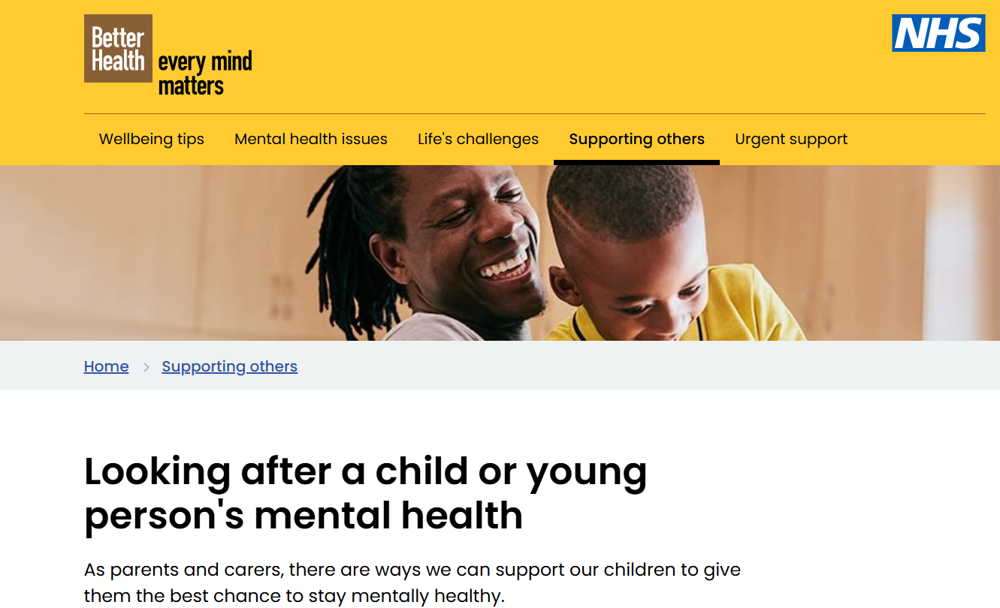 Better
Health
every mind
matters
NHS
Wellbeing tips Mental health issues Life's challenges Supporting others Urgent support
Home > Supporting others
Looking after a child or young
person's mental health
As parents and carers, there are ways we can support our children to give
them the best chance to stay mentally healthy.